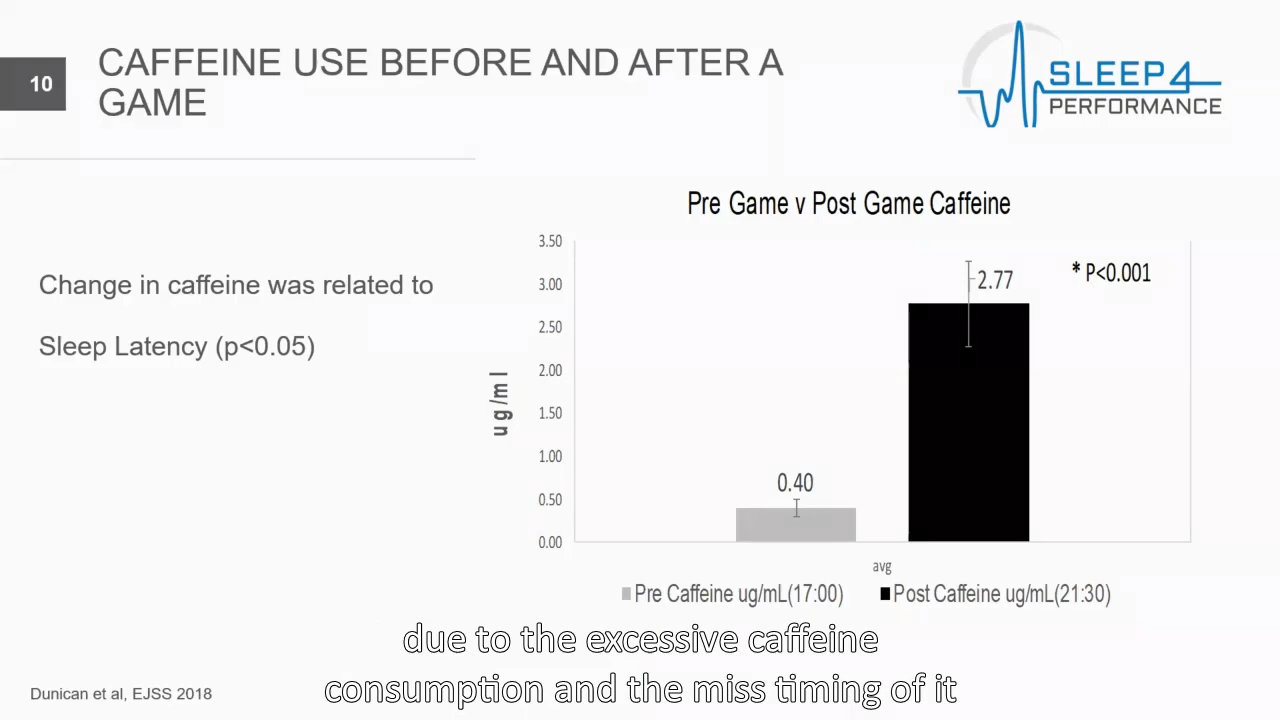 10
CAFFEINE USE BEFORE AND AFTER A
GAME
SLEEP4
PERFORMANCE
Change in caffeine was related to
Sleep Latency (p<0.05)
Pre Game v Post Game Caffeine
ug/ml
3.50
3.00
2.50
2.00
1.50
1.00
0.50
0.00
0.40
2.77
* P<0.001
avg
Pre Caffeine ug/mL(17:00) Post Caffeine ug/mL(21:30)
due to the excessive caffeine
consumption and the miss timing of it
Dunican et al, EJSS 2018